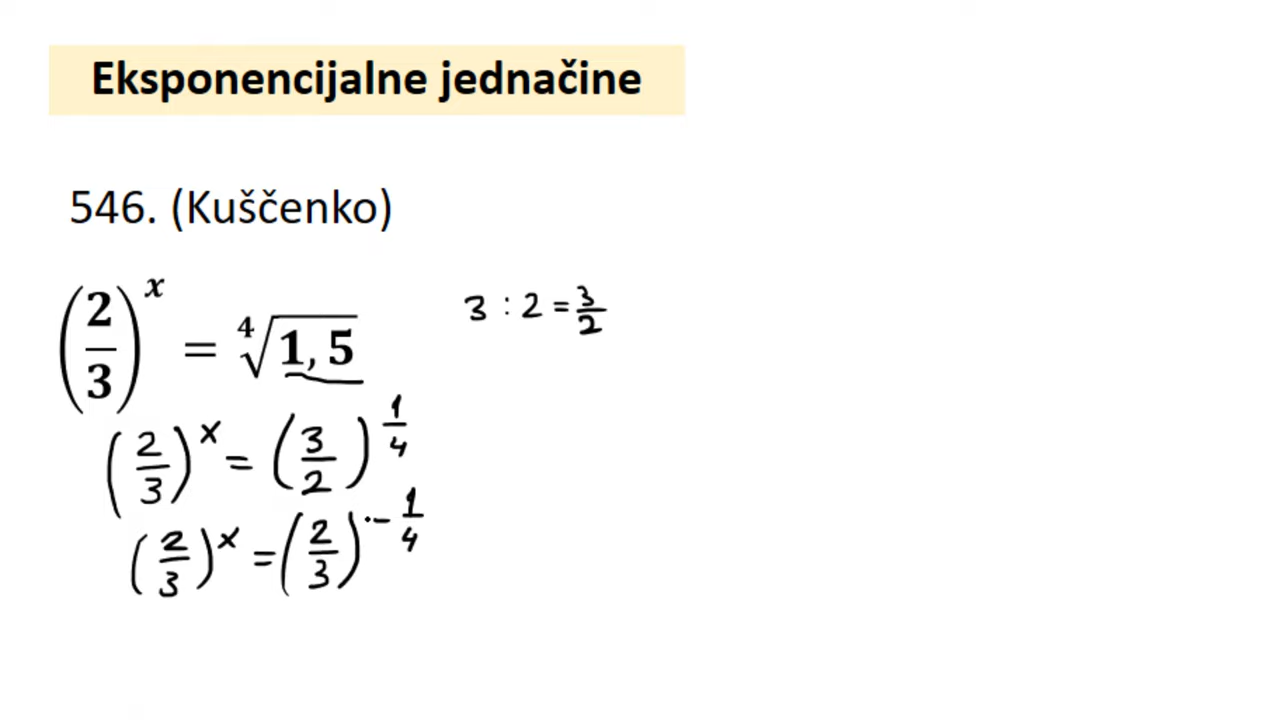 Eksponencijalne jednačine
546. (Kuščenko)
(2/3)^x = ∜1,5
3 : 2 = 3/2
(2/3)^x = (3/2)^1/4
(2/3)^x = (2/3)^-1/4